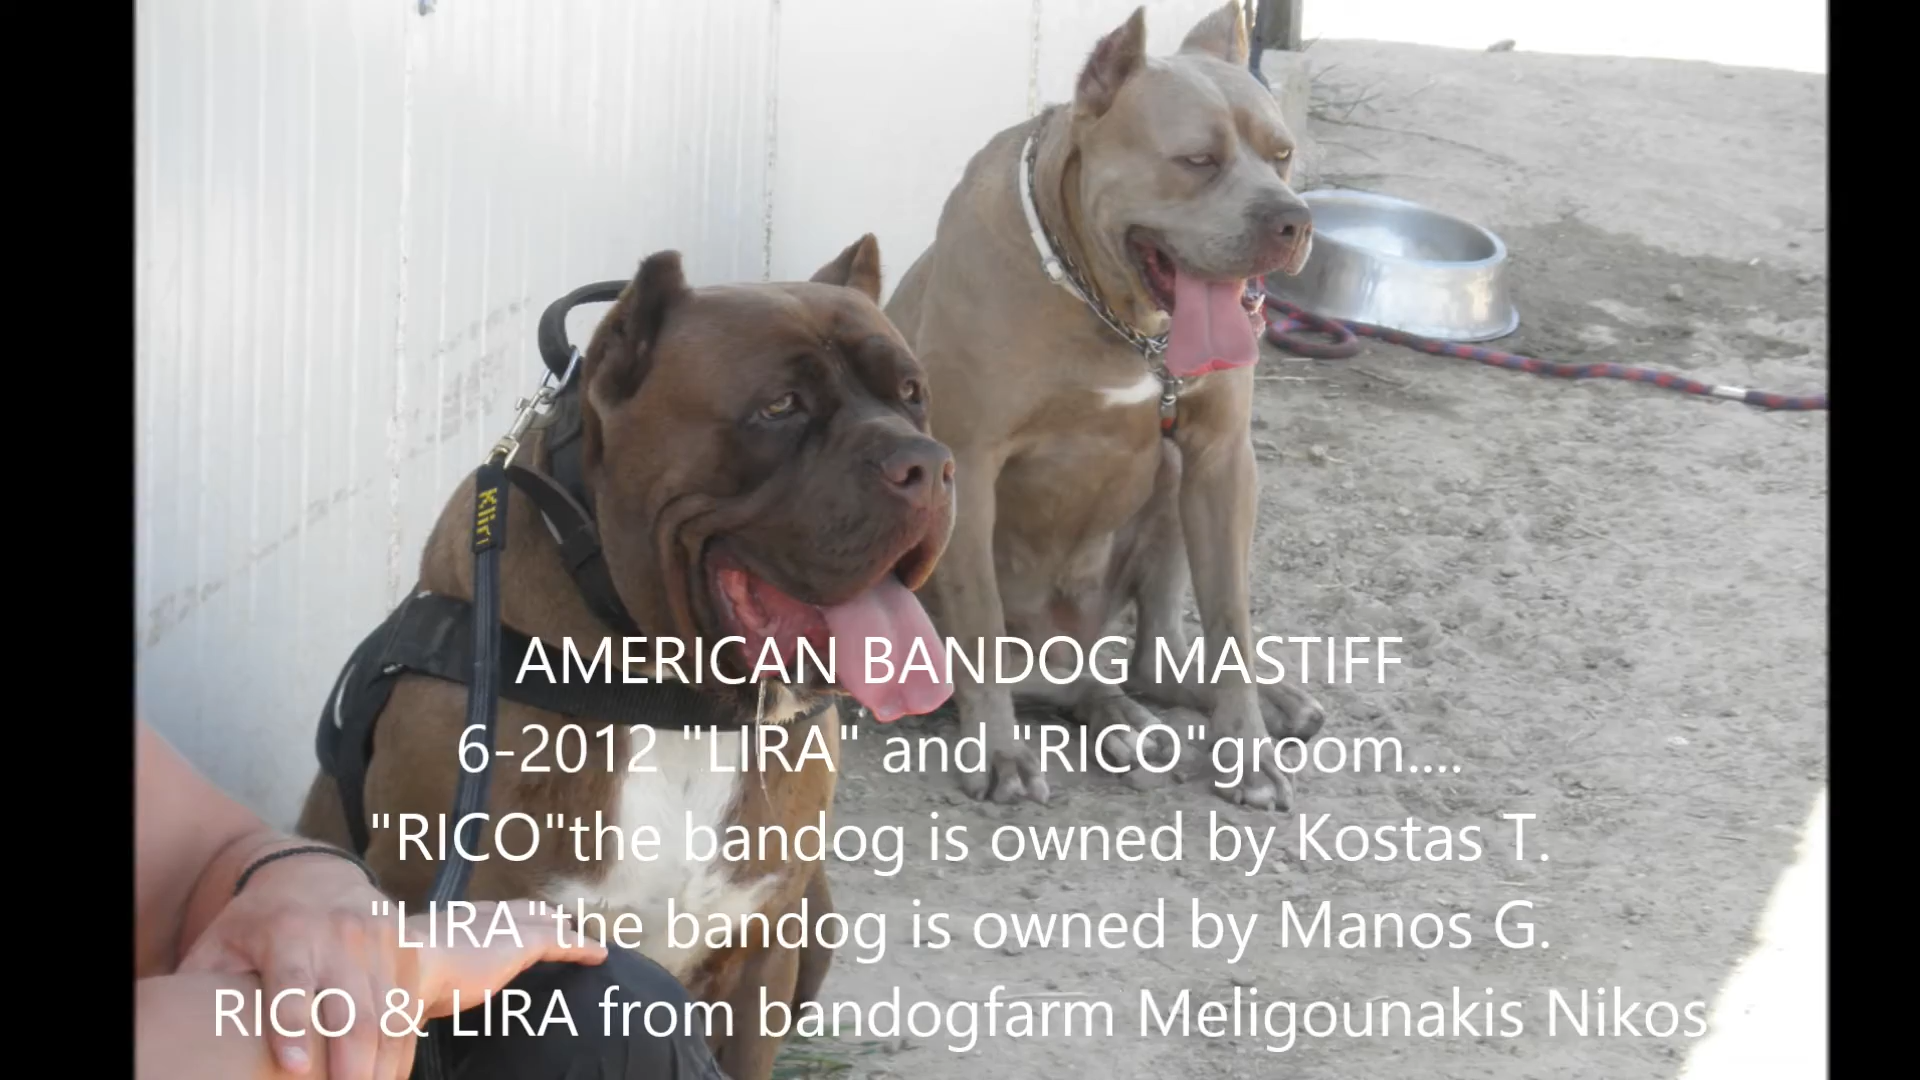 Klin
AMERICAN BANDOG MASTIFF
6-2012 "LIRA" and "RICO"groom....
"RICO"the bandog is owned by Kostas T.
"LIRA"the bandog is owned by Manos G.
RICO & LIRA from bandogfarm Meligounakis Nikos